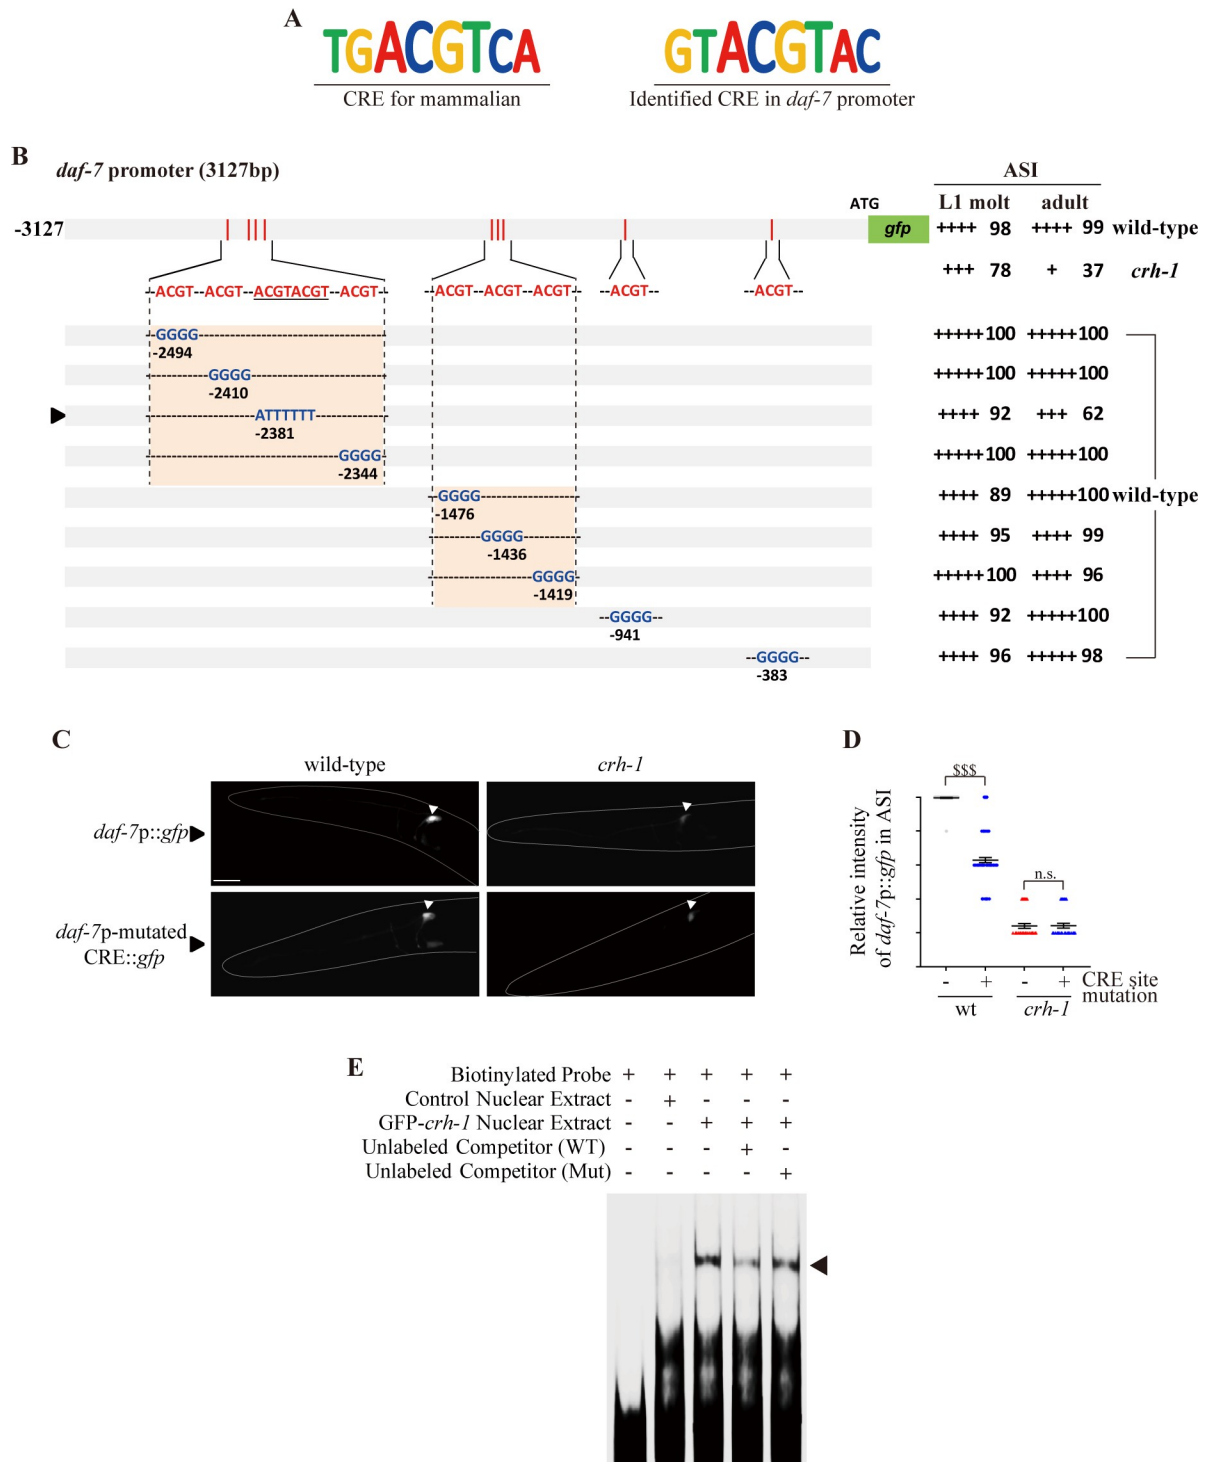 A
TGACGTCA GTACGTAC
CRE for mammalian Identified CRE in daf-7 promoter
B
daf-7 promoter (3127bp) ASI
ATG L1 molt adult
-3127 gfp ++++ 98 ++++ 99 wild-type
+++ 78 + 37 crh-1
--ACGT--ACGT--ACGTACGT--ACGT-- --ACGT--ACGT--ACGT-- --ACGT-- --ACGT--
GGGG +++++100 +++++100
-2494
GGGG +++++100 +++++100
-2410
ATTTTTT ++++ 92 +++ 62
-2381
GGGG +++++100 +++++100
-2344
GGGG ++++ 89 +++++100 wild-type
-1476
GGGG ++++ 95 ++++ 99
-1436
GGGG +++++100 ++++ 96
-1419
--GGGG-- ++++ 92 +++++100
-941
--GGGG-- ++++ 96 +++++ 98
-383
C
wild-type crh-1
daf-7p::gfp
daf-7p-mutated
CRE::gfp
D
$$$
n.s.
Relative intensity
of daf-7p::gfp in ASI
- + - + CRE site
mutation
wt crh-1
E
Biotinylated Probe + + + + +
Control Nuclear Extract - + - - -
GFP-crh-1 Nuclear Extract - - + + +
Unlabeled Competitor (WT) - - - + -
Unlabeled Competitor (Mut) - - - - +